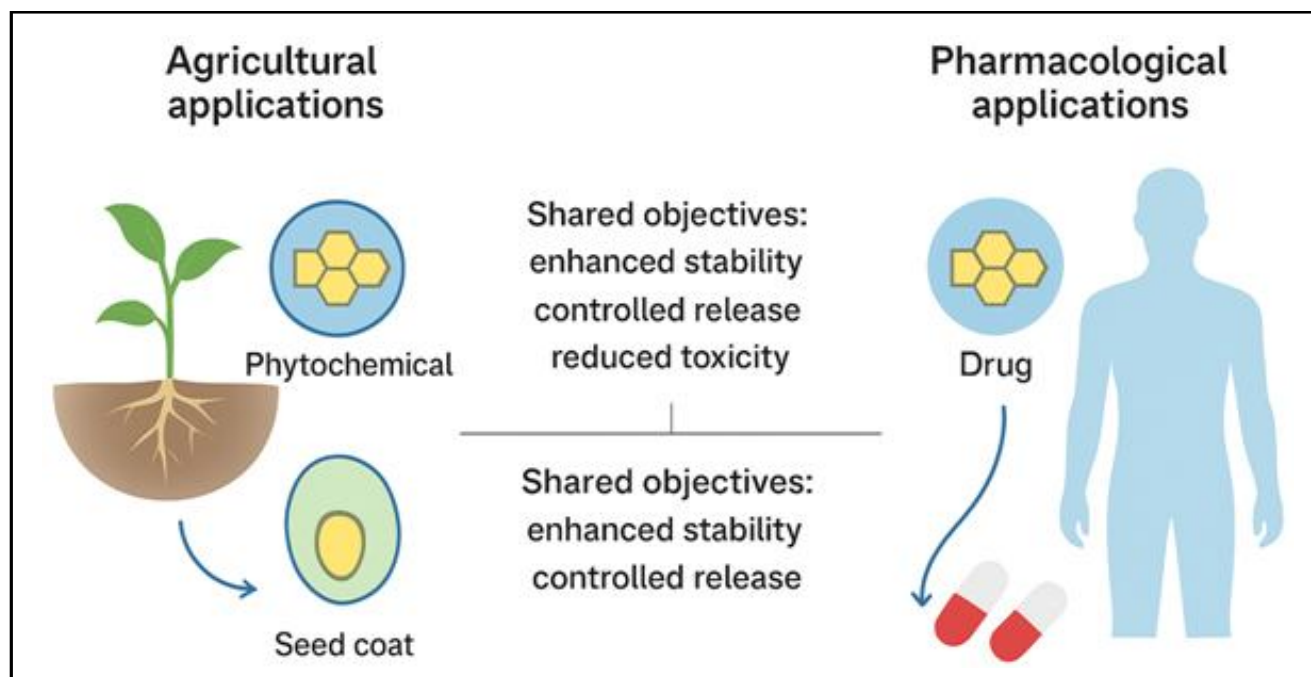 Agricultural
applications
Pharmacological
applications
Phytochemical
Seed coat
Shared objectives:
enhanced stability
controlled release
reduced toxicity
Shared objectives:
enhanced stability
controlled release
Drug